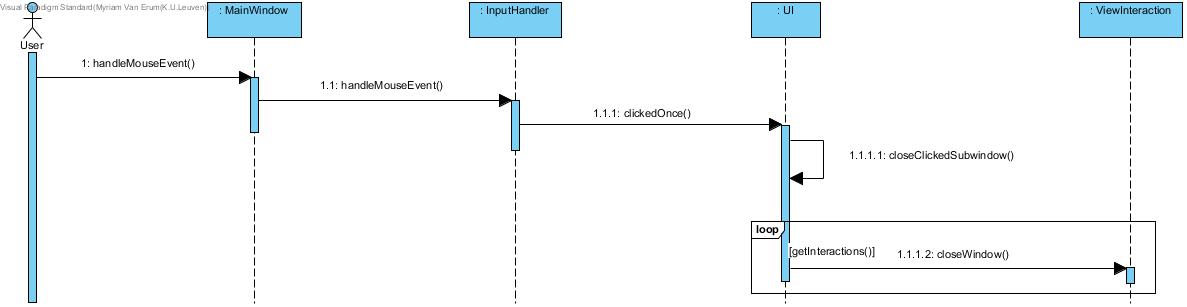 Visual Paradigm Standard(Myriam Van Erum(K.U.Leuven)
: MainWindow
: InputHandler
: UI
: ViewInteraction
User
1: handleMouseEvent()
1.1: handleMouseEvent()
1.1.1: clickedOnce()
1.1.1.1: closeClickedSubwindow()
loop
[getInteractions()]
1.1.1.2: closeWindow()